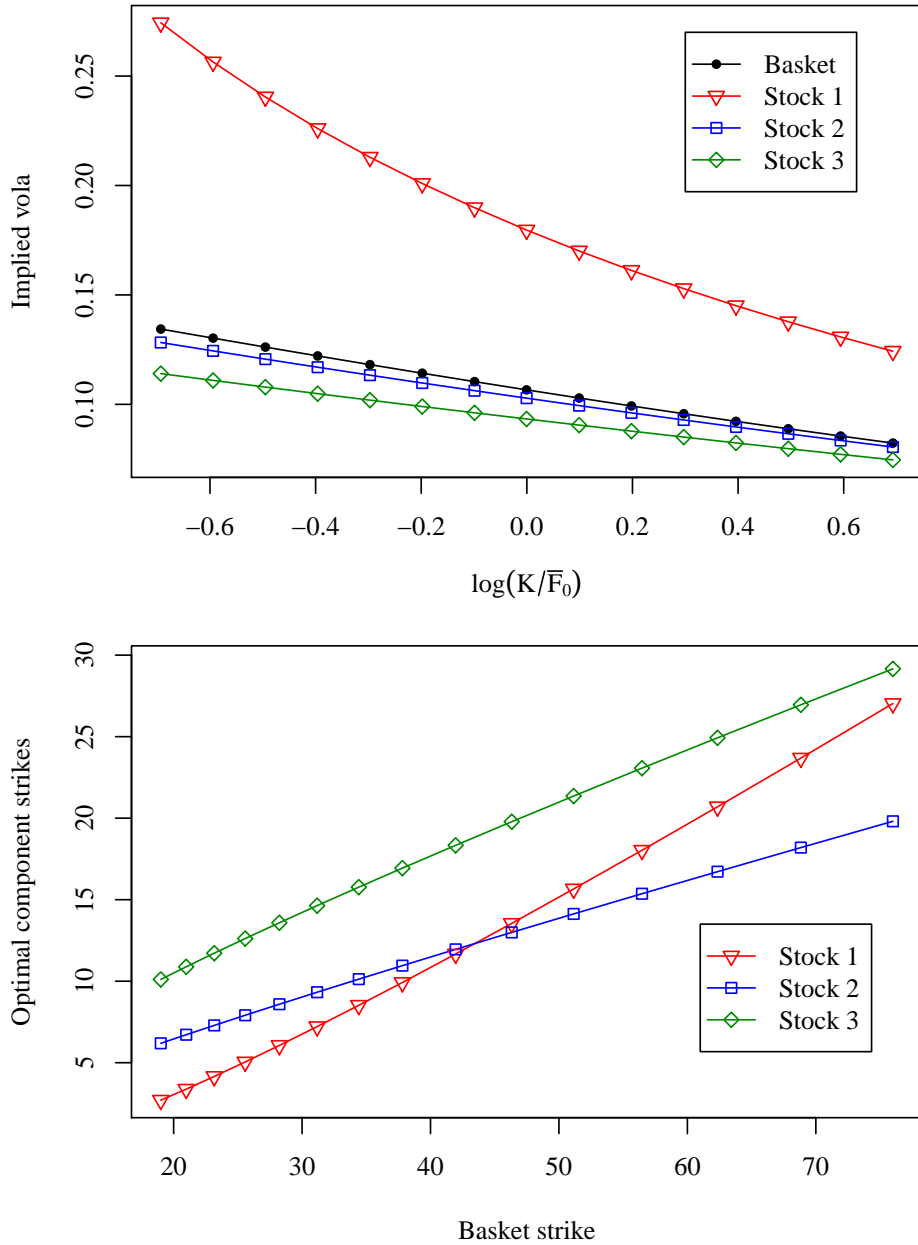 Implied vola
0.25
0.20
0.15
0.10
Basket
Stock 1
Stock 2
Stock 3
−0.6 −0.4 −0.2 0.0 0.2 0.4 0.6
log(K/F̅₀)
Optimal component strikes
30
25
20
15
10
5
Stock 1
Stock 2
Stock 3
20 30 40 50 60 70
Basket strike